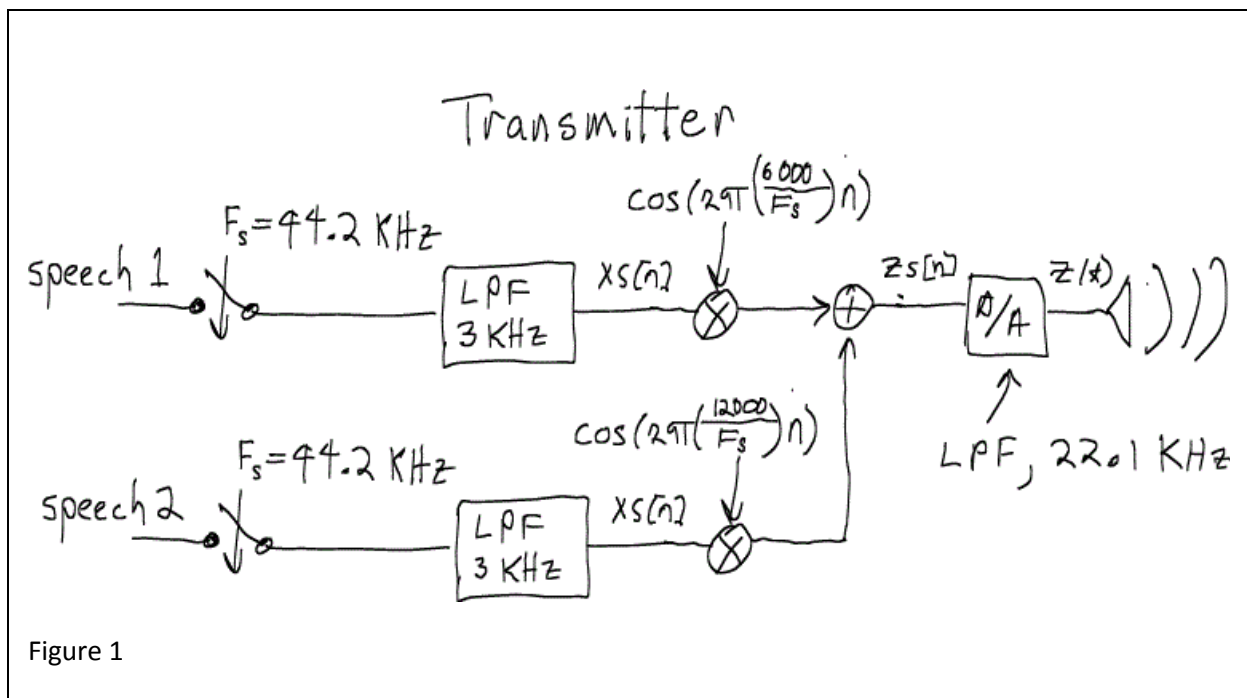 Transmitter
cos(2π(6000/Fs)n)
Fs=44.2 KHz
speech 1
LPF
3 KHz
xs[n]
zs[n]
D/A
z(t)
cos(2π(12000/Fs)n)
LPF, 22.1 KHz
Fs=44.2 KHz
speech 2
LPF
3 KHz
xs[n]
Figure 1